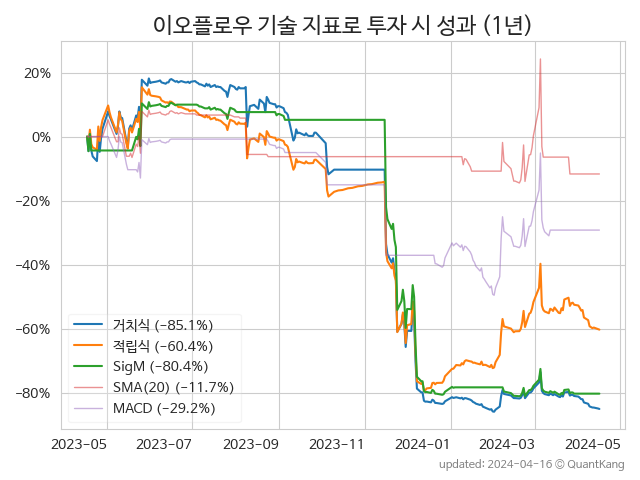 이오플로우 기술 지표로 투자 시 성과 (1년)
20%
0%
−20%
−40%
−60%
−80%
거치식 (−85.1%)
적립식 (−60.4%)
SigM (−80.4%)
SMA(20) (−11.7%)
MACD (−29.2%)
2023-05 2023-07 2023-09 2023-11 2024-01 2024-03 2024-05
updated: 2024-04-16 © QuantKang